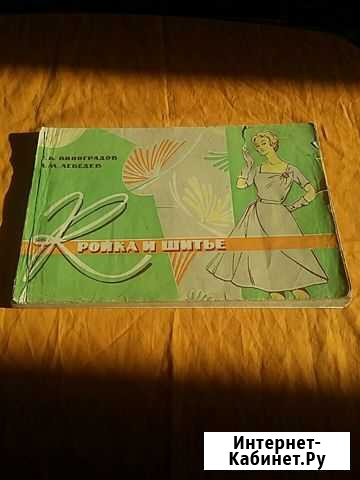 В. ВИНОГРАДОВ
М. ЛЕБЕДЕВ
КРОЙКА И ШИТЬЕ
Интернет-
Кабинет.Ру